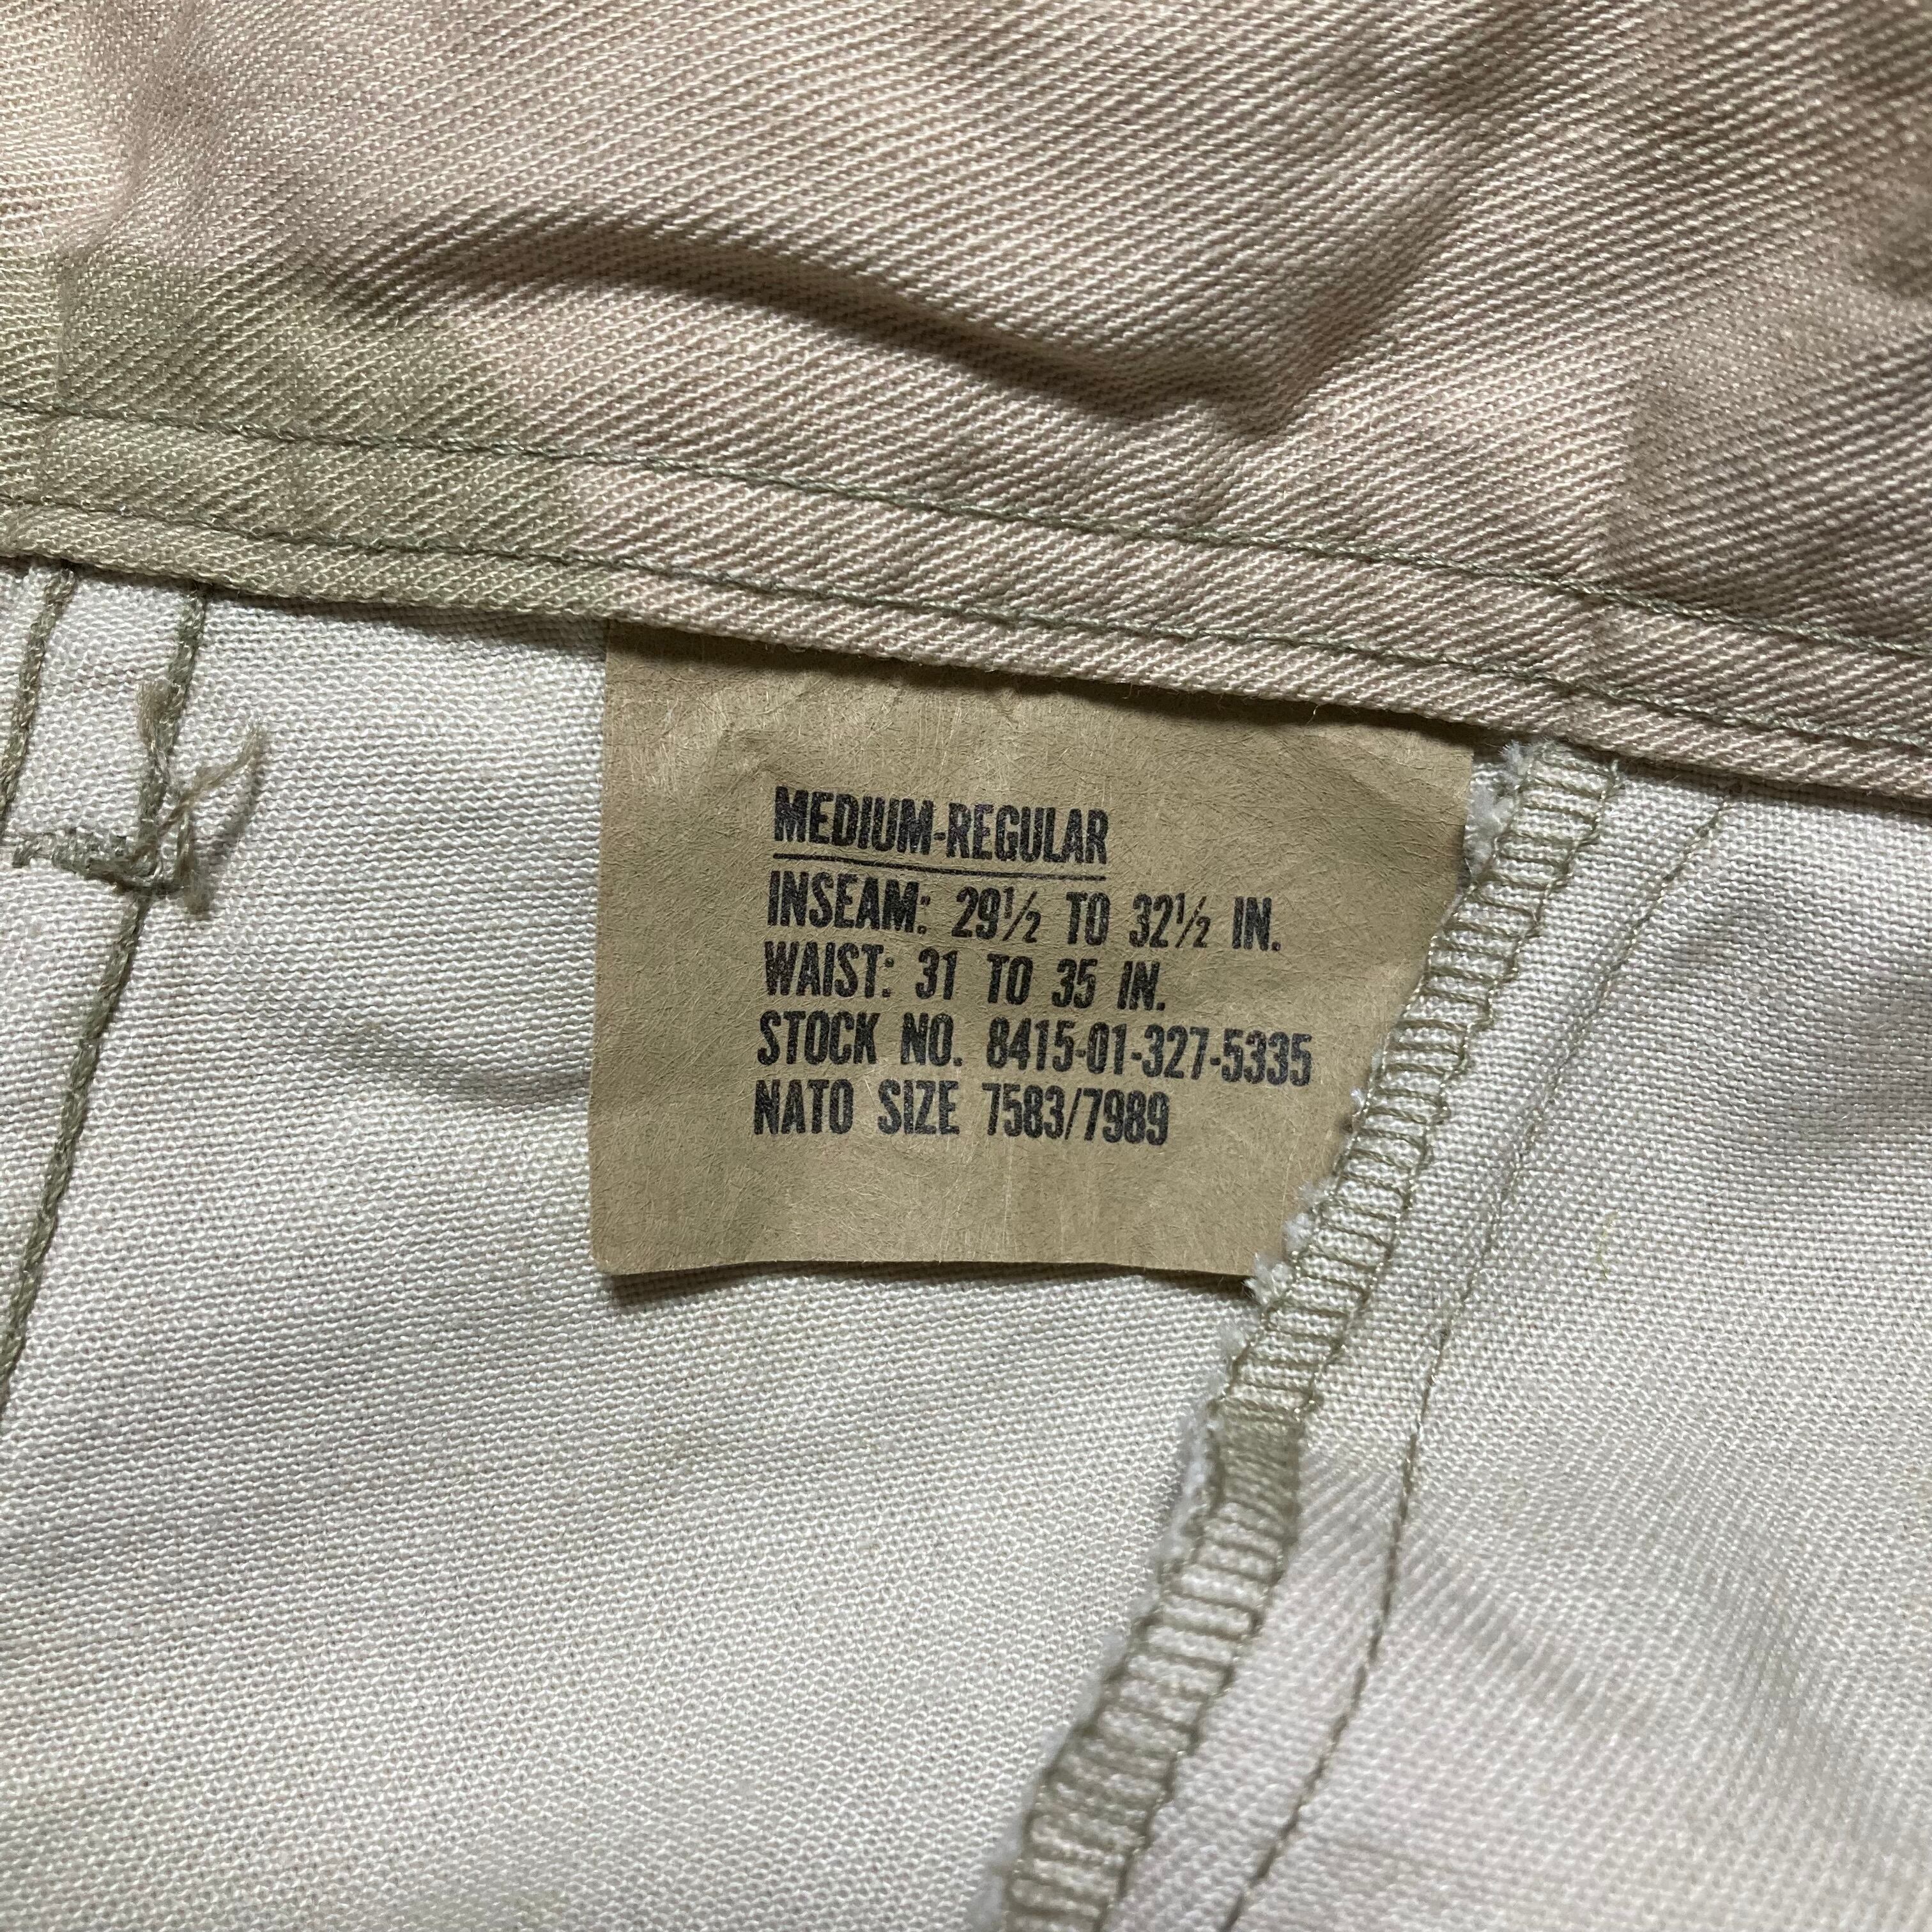 MEDIUM-REGULAR
INSEAM: 29½ TO 32½ IN.
WAIST: 31 TO 35 IN.
STOCK NO. 8415-01-327-5335
NATO SIZE 7583/7989